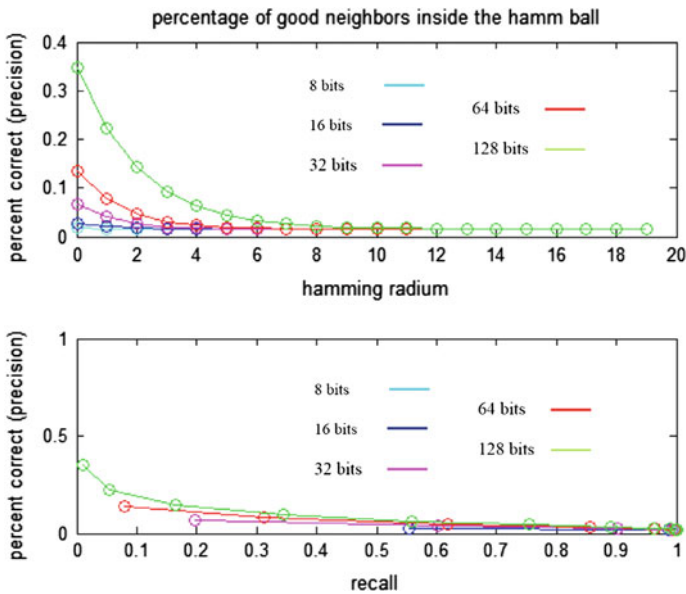 percentage of good neighbors inside the hamm ball
percent correct (precision)
0.4
0.3
0.2
0.1
0
8 bits
16 bits
32 bits
64 bits
128 bits
0 2 4 6 8 10 12 14 16 18 20
hamming radium
percent correct (precision)
1
0.5
0
8 bits
16 bits
32 bits
64 bits
128 bits
0 0.1 0.2 0.3 0.4 0.5 0.6 0.7 0.8 0.9 1
recall